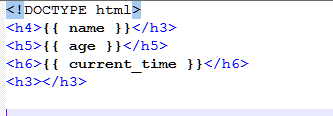 <!DOCTYPE html>
<h4>{{ name }}</h3>
<h5>{{ age }}</h5>
<h6>{{ current_time }}</h6>
<h3></h3>